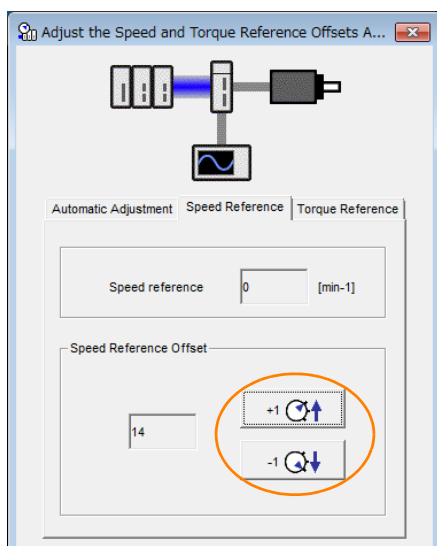 Adjust the Speed and Torque Reference Offsets A...
Automatic Adjustment Speed Reference Torque Reference
Speed reference 0 [min-1]
Speed Reference Offset
+1
14
-1